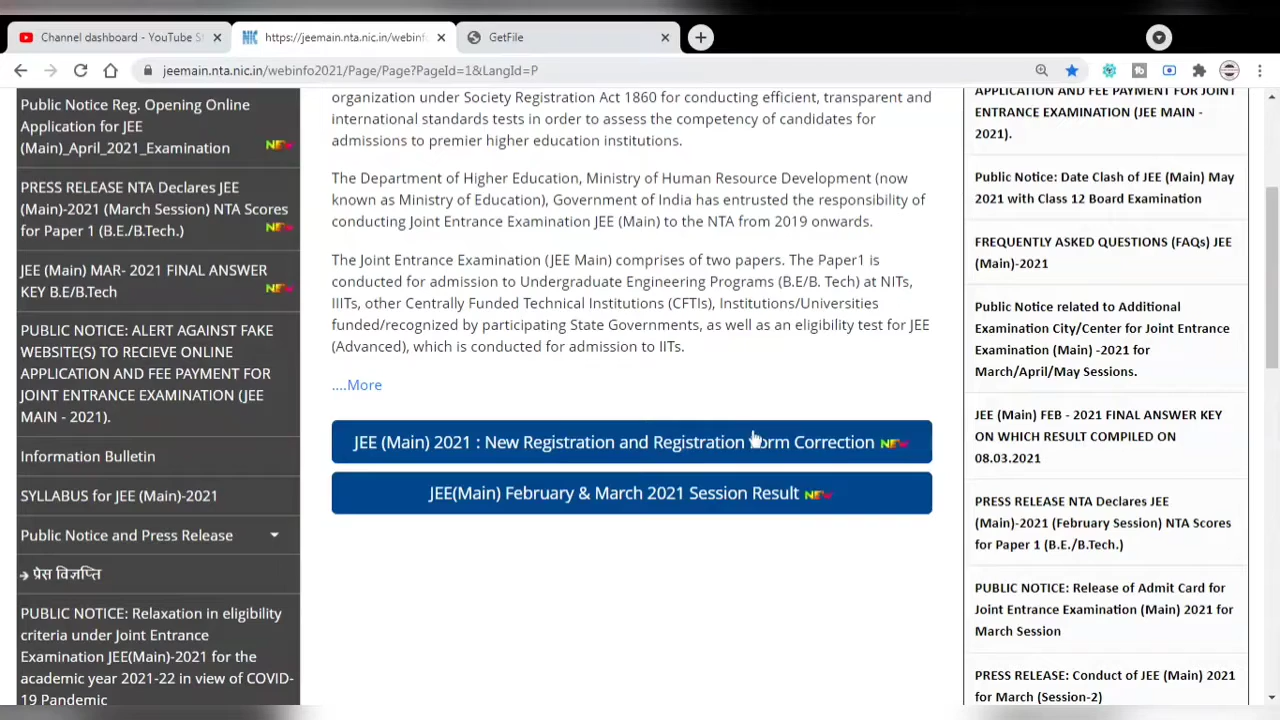 Channel dashboard - YouTube S
https://jeemain.nta.nic.in/webinf
GetFile
jeemain.nta.nic.in/webinfo2021/Page/Page?PageId=1&LangId=P
Public Notice Reg. Opening Online
Application for JEE
(Main)_April_2021_Examination NEW
PRESS RELEASE NTA Declares JEE
(Main)-2021 (March Session) NTA Scores
for Paper 1 (B.E./B.Tech.) NEW
JEE (Main) MAR- 2021 FINAL ANSWER
KEY B.E/B.Tech NEW
PUBLIC NOTICE: ALERT AGAINST FAKE
WEBSITE(S) TO RECIEVE ONLINE
APPLICATION AND FEE PAYMENT FOR
JOINT ENTRANCE EXAMINATION (JEE
MAIN - 2021).
Information Bulletin
SYLLABUS for JEE (Main)-2021
Public Notice and Press Release
प्रेस विज्ञप्ति
PUBLIC NOTICE: Relaxation in eligibility
criteria under Joint Entrance
Examination JEE(Main)-2021 for the
academic year 2021-22 in view of COVID-
19 Pandemic
organization under Society Registration Act 1860 for conducting efficient, transparent and
international standards tests in order to assess the competency of candidates for
admissions to premier higher education institutions.
The Department of Higher Education, Ministry of Human Resource Development (now
known as Ministry of Education), Government of India has entrusted the responsibility of
conducting Joint Entrance Examination JEE (Main) to the NTA from 2019 onwards.
The Joint Entrance Examination (JEE Main) comprises of two papers. The Paper1 is
conducted for admission to Undergraduate Engineering Programs (B.E/B. Tech) at NITs,
IIITs, other Centrally Funded Technical Institutions (CFTIs), Institutions/Universities
funded/recognized by participating State Governments, as well as an eligibility test for JEE
(Advanced), which is conducted for admission to IITs.
....More
JEE (Main) 2021 : New Registration and Registration Form Correction NEW
JEE(Main) February & March 2021 Session Result NEW
APPLICATION AND FEE PAYMENT FOR JOINT
ENTRANCE EXAMINATION (JEE MAIN -
2021).
Public Notice: Date Clash of JEE (Main) May
2021 with Class 12 Board Examination
FREQUENTLY ASKED QUESTIONS (FAQs) JEE
(Main)-2021
Public Notice related to Additional
Examination City/Center for Joint Entrance
Examination (Main) -2021 for
March/April/May Sessions.
JEE (Main) FEB - 2021 FINAL ANSWER KEY
ON WHICH RESULT COMPILED ON
08.03.2021
PRESS RELEASE NTA Declares JEE
(Main)-2021 (February Session) NTA Scores
for Paper 1 (B.E./B.Tech.)
PUBLIC NOTICE: Release of Admit Card for
Joint Entrance Examination (Main) 2021 for
March Session
PRESS RELEASE: Conduct of JEE (Main) 2021
for March (Session-2)